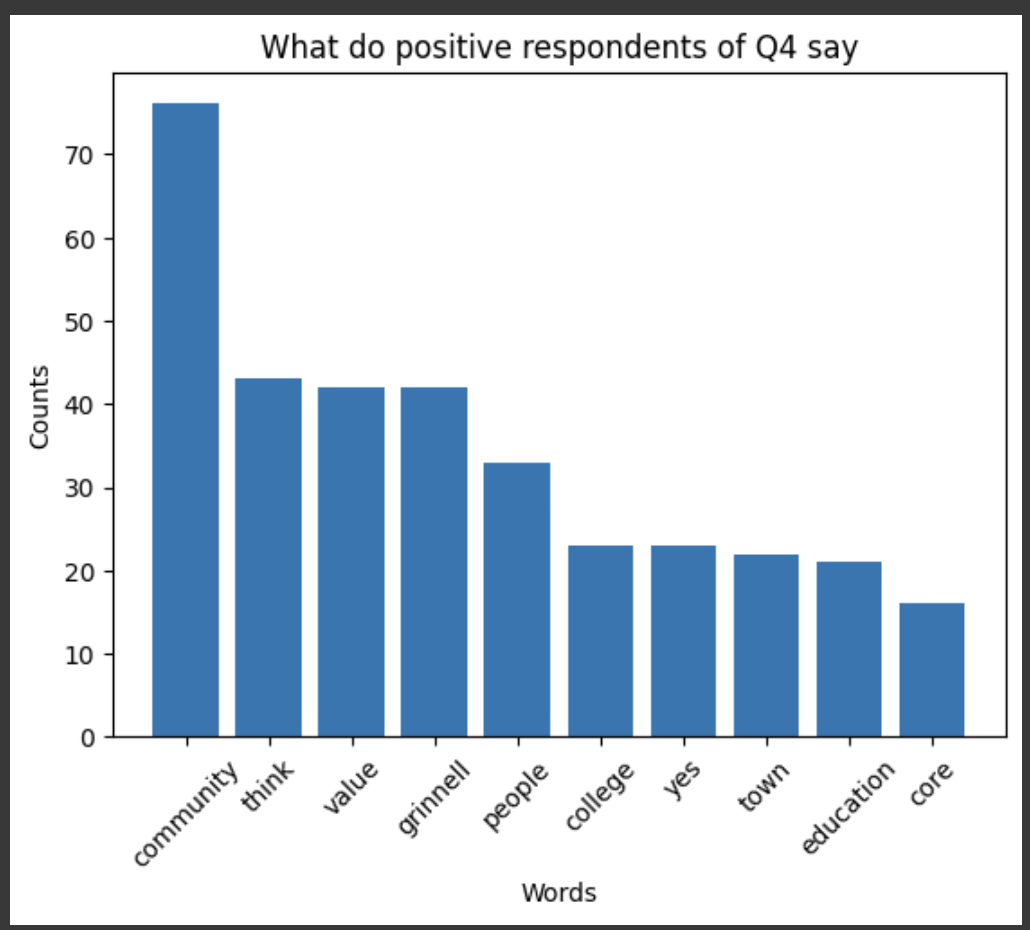 What do positive respondents of Q4 say
Counts
70
60
50
40
30
20
10
0
community
think
value
grinnell
people
college
yes
town
education
core
Words